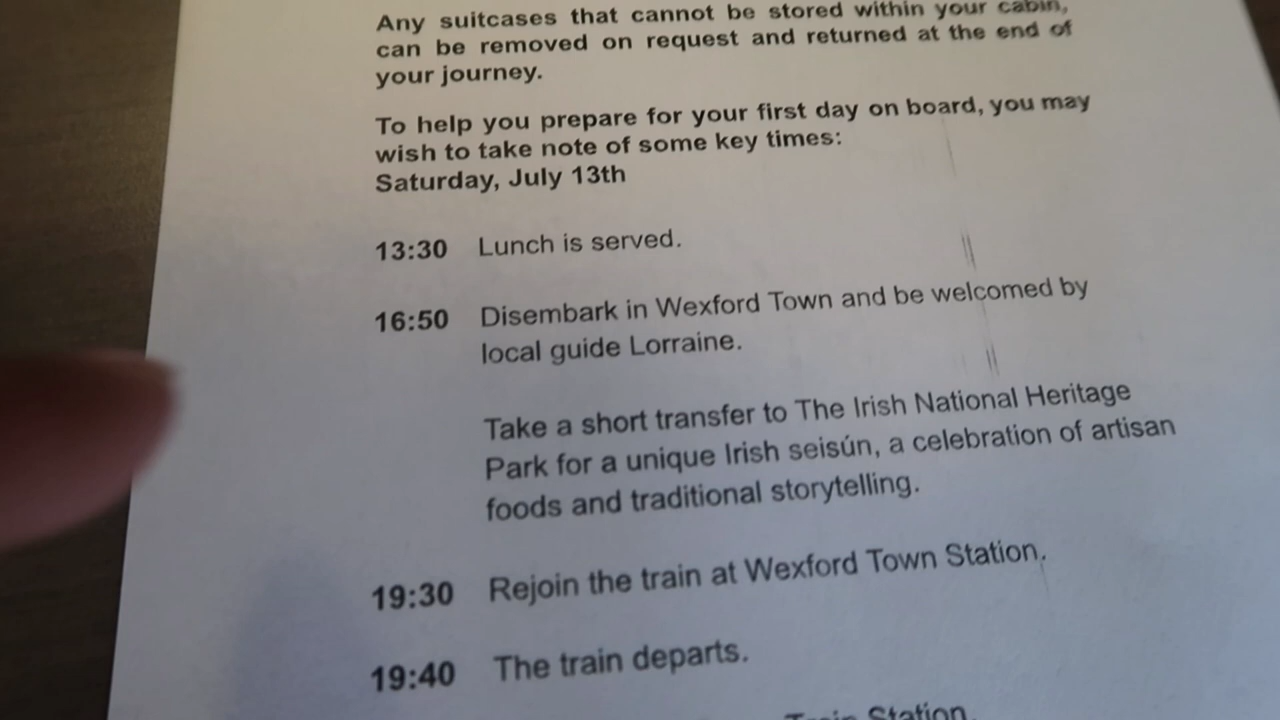 Any suitcases that cannot be stored within your cabin,
can be removed on request and returned at the end of
your journey.
To help you prepare for your first day on board, you may
wish to take note of some key times:
Saturday, July 13th
13:30 Lunch is served.
16:50 Disembark in Wexford Town and be welcomed by
local guide Lorraine.
Take a short transfer to The Irish National Heritage
Park for a unique Irish seisún, a celebration of artisan
foods and traditional storytelling.
19:30 Rejoin the train at Wexford Town Station.
19:40 The train departs.
Train Station.